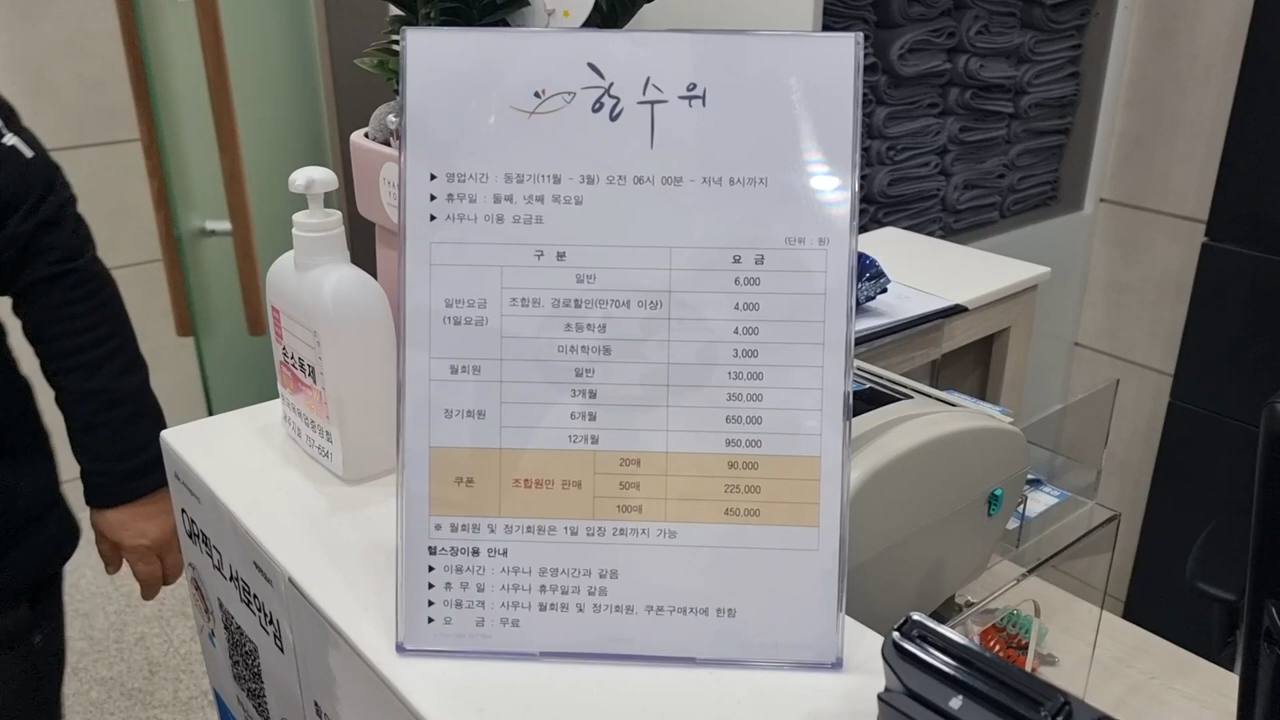 한수위
▶ 영업시간 : 동절기(11월 - 3월) 오전 06시 00분 - 저녁 8시까지
▶ 휴무일 : 둘째, 넷째 목요일
▶ 사우나 이용 요금표
(단위 : 원)
구 분 요 금
일반요금 (1일요금) 일반 6,000
조합원, 경로할인(만70세 이상) 4,000
초등학생 4,000
미취학아동 3,000
월회원 일반 130,000
정기회원 3개월 350,000
6개월 650,000
12개월 950,000
쿠폰 조합원만 판매 20매 90,000
50매 225,000
100매 450,000
※ 월회원 및 정기회원은 1일 입장 2회까지 가능
헬스장이용 안내
▶ 이용시간 : 사우나 운영시간과 같음
▶ 휴 무 일 : 사우나 휴무일과 같음
▶ 이용고객 : 사우나 월회원 및 정기회원, 쿠폰구매자에 한함
▶ 요 금 : 무료
손소독제
757-6541
QR찍고 서로안심